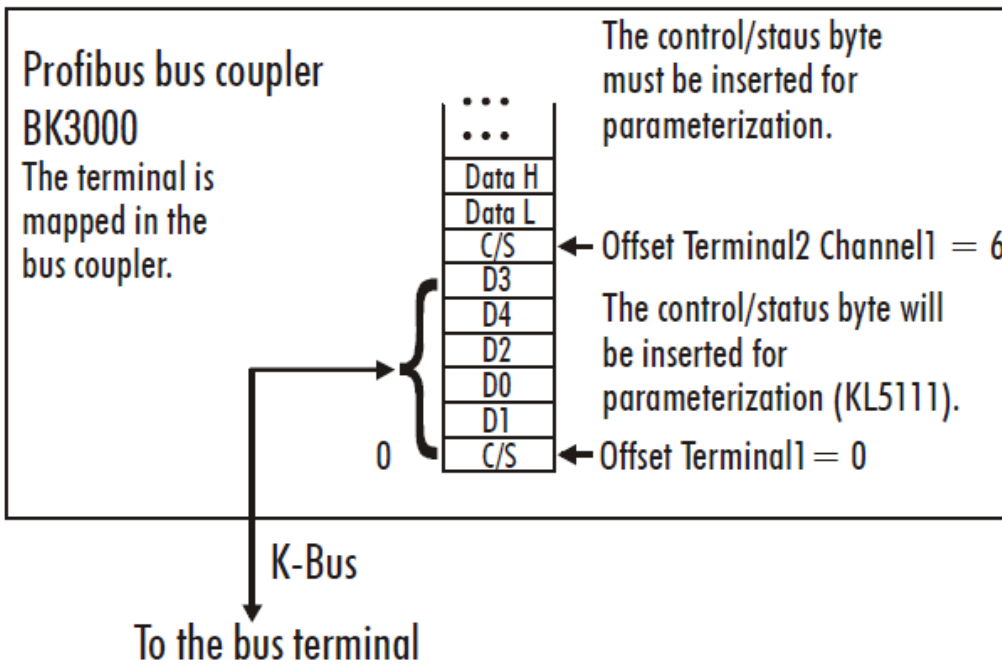 Profibus bus coupler
BK3000
The terminal is
mapped in the
bus coupler.
The control/staus byte
must be inserted for
parameterization.
...
...
Data H
Data L
C/S
Offset Terminal2 Channel1 = 6
D3
D4
D2
D0
D1
The control/status byte will
be inserted for
parameterization (KL5111).
0
C/S
Offset Terminal1 = 0
K-Bus
To the bus terminal